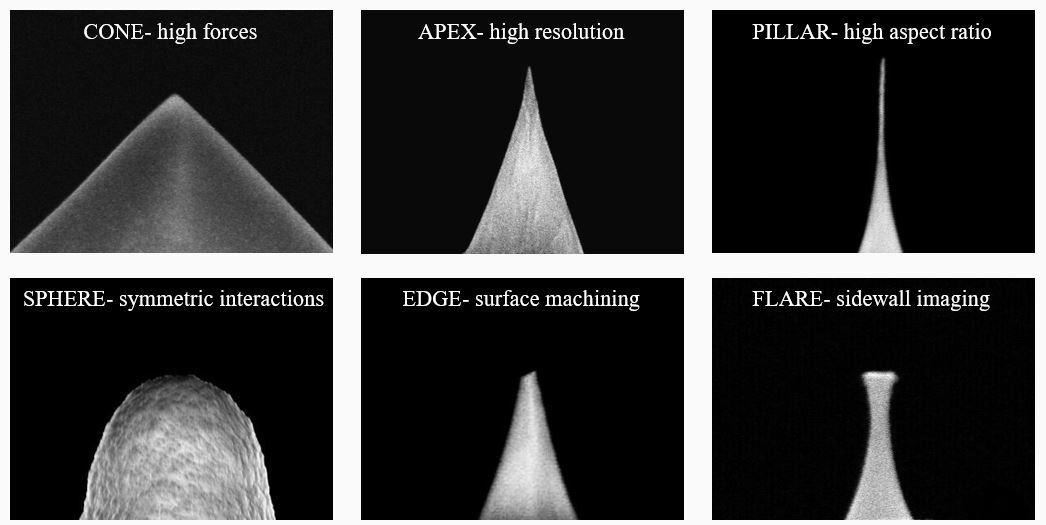 CONE- high forces
APEX- high resolution
PILLAR- high aspect ratio
SPHERE- symmetric interactions
EDGE- surface machining
FLARE- sidewall imaging